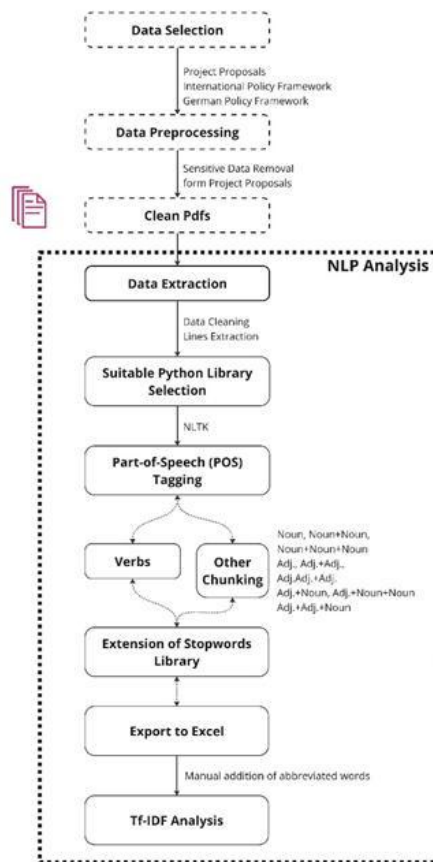 Data Selection
Project Proposals
International Policy Framework
German Policy Framework
Data Preprocessing
Sensitive Data Removal
form Project Proposals
Clean Pdfs
NLP Analysis
Data Extraction
Data Cleaning
Lines Extraction
Suitable Python Library
Selection
NLTK
Part-of-Speech (POS)
Tagging
Verbs
Other
Chunking
Noun, Noun+Noun,
Noun+Noun+Noun
Adj., Adj.+Adj.,
Adj.Adj.+Adj.
Adj.+Noun, Adj.+Noun+Noun
Adj.+Adj.+Noun
Extension of Stopwords
Library
Export to Excel
Manual addition of abbreviated words
Tf-IDF Analysis